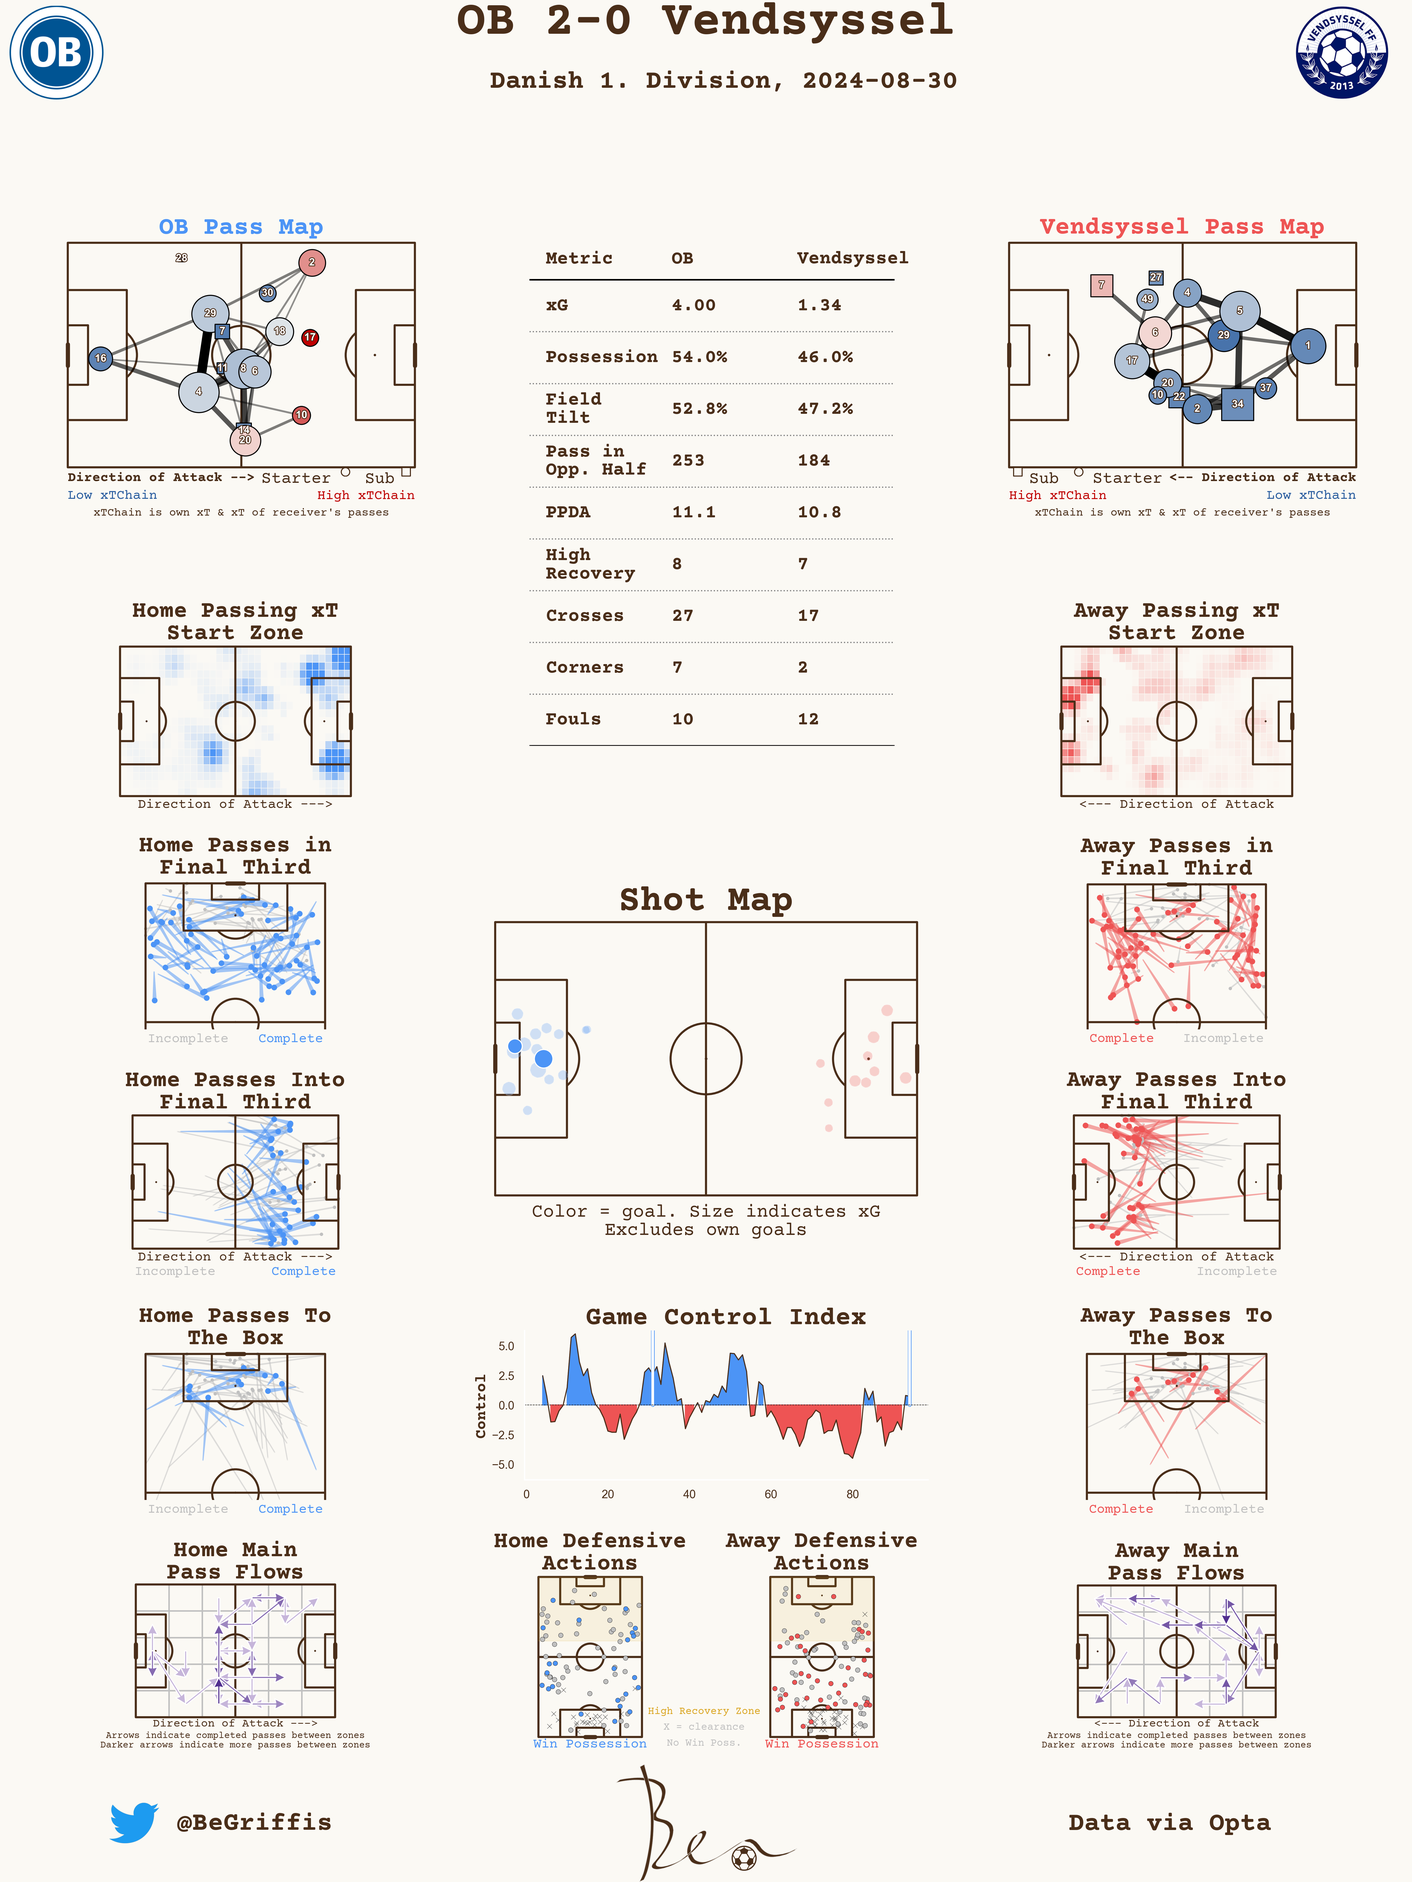 OB 2-0 Vendsyssel
Danish 1. Division, 2024-08-30
OB
VENDSYSSEL FF
2013
OB Pass Map
28
2
30
29
7
18
17
16
11
8
6
4
10
14
20
Direction of Attack --> Starter Sub
Low xTChain High xTChain
xTChain is own xT & xT of receiver's passes
Metric OB Vendsyssel
xG 4.00 1.34
Possession 54.0% 46.0%
Field
Tilt 52.8% 47.2%
Pass in
Opp. Half 253 184
PPDA 11.1 10.8
High
Recovery 8 7
Crosses 27 17
Corners 7 2
Fouls 10 12
Vendsyssel Pass Map
7
27
49
4
5
6
29
1
17
20
10
22
2
34
37
Sub Starter <-- Direction of Attack
High xTChain Low xTChain
xTChain is own xT & xT of receiver's passes
Home Passing xT
Start Zone
Direction of Attack --->
Away Passing xT
Start Zone
<--- Direction of Attack
Home Passes in
Final Third
Incomplete Complete
Away Passes in
Final Third
Complete Incomplete
Shot Map
Color = goal. Size indicates xG
Excludes own goals
Home Passes Into
Final Third
Direction of Attack --->
Incomplete Complete
Away Passes Into
Final Third
<--- Direction of Attack
Complete Incomplete
Home Passes To
The Box
Incomplete Complete
Game Control Index
Control
5.0
2.5
0.0
−2.5
−5.0
0 20 40 60 80
Away Passes To
The Box
Complete Incomplete
Home Main
Pass Flows
Direction of Attack --->
Arrows indicate completed passes between zones
Darker arrows indicate more passes between zones
Home Defensive
Actions
Win Possession
High Recovery Zone
X = clearance
No Win Poss.
Away Defensive
Actions
Win Possession
Away Main
Pass Flows
<--- Direction of Attack
Arrows indicate completed passes between zones
Darker arrows indicate more passes between zones
@BeGriffis
Ben
Data via Opta